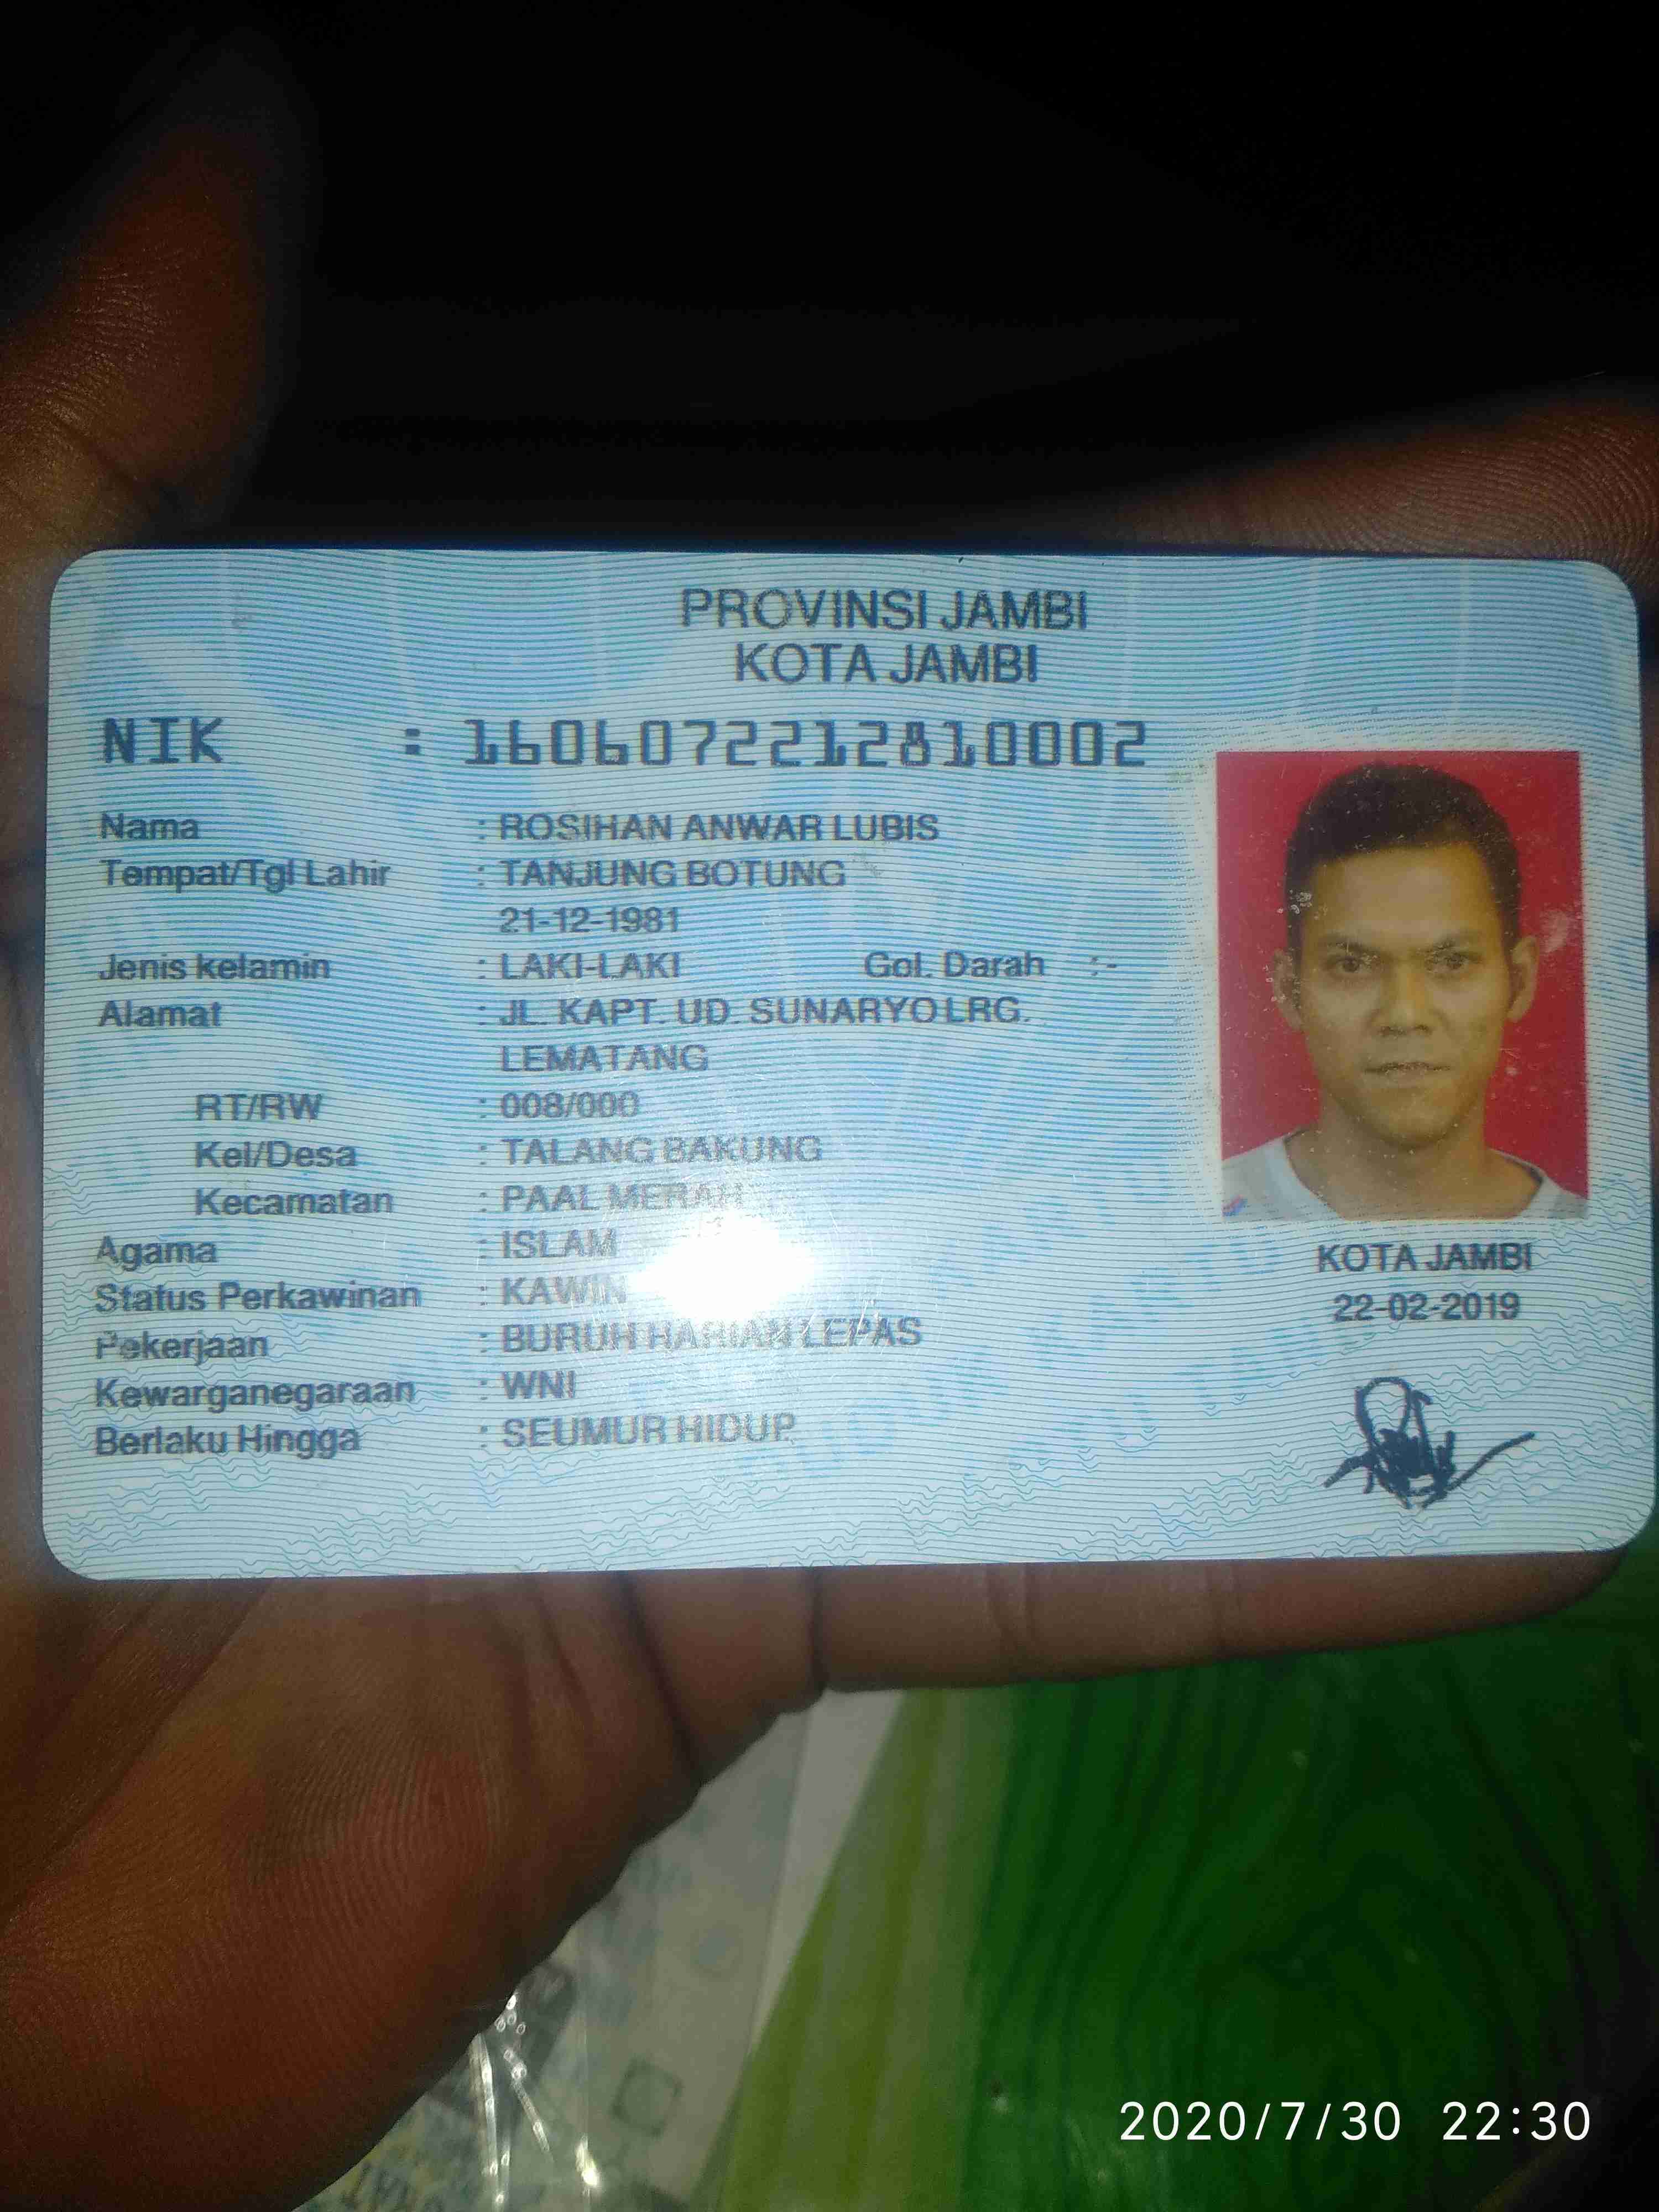 PROVINSI JAMBI
KOTA JAMBI
NIK : 1606072212810002
Nama : ROSIHAN ANWAR LUBIS
Tempat/Tgl Lahir : TANJUNG BOTUNG
21-12-1981
Jenis kelamin : LAKI-LAKI Gol. Darah : -
Alamat : JL. KAPT. UD. SUNARYO LRG.
LEMATANG
RT/RW : 008/000
Kel/Desa : TALANG BAKUNG
Kecamatan : PAAL MERAH
Agama : ISLAM
Status Perkawinan : KAWIN
Pekerjaan : BURUH HARIAN LEPAS
Kewarganegaraan : WNI
Berlaku Hingga : SEUMUR HIDUP
KOTA JAMBI
22-02-2019
2020/7/30 22:30